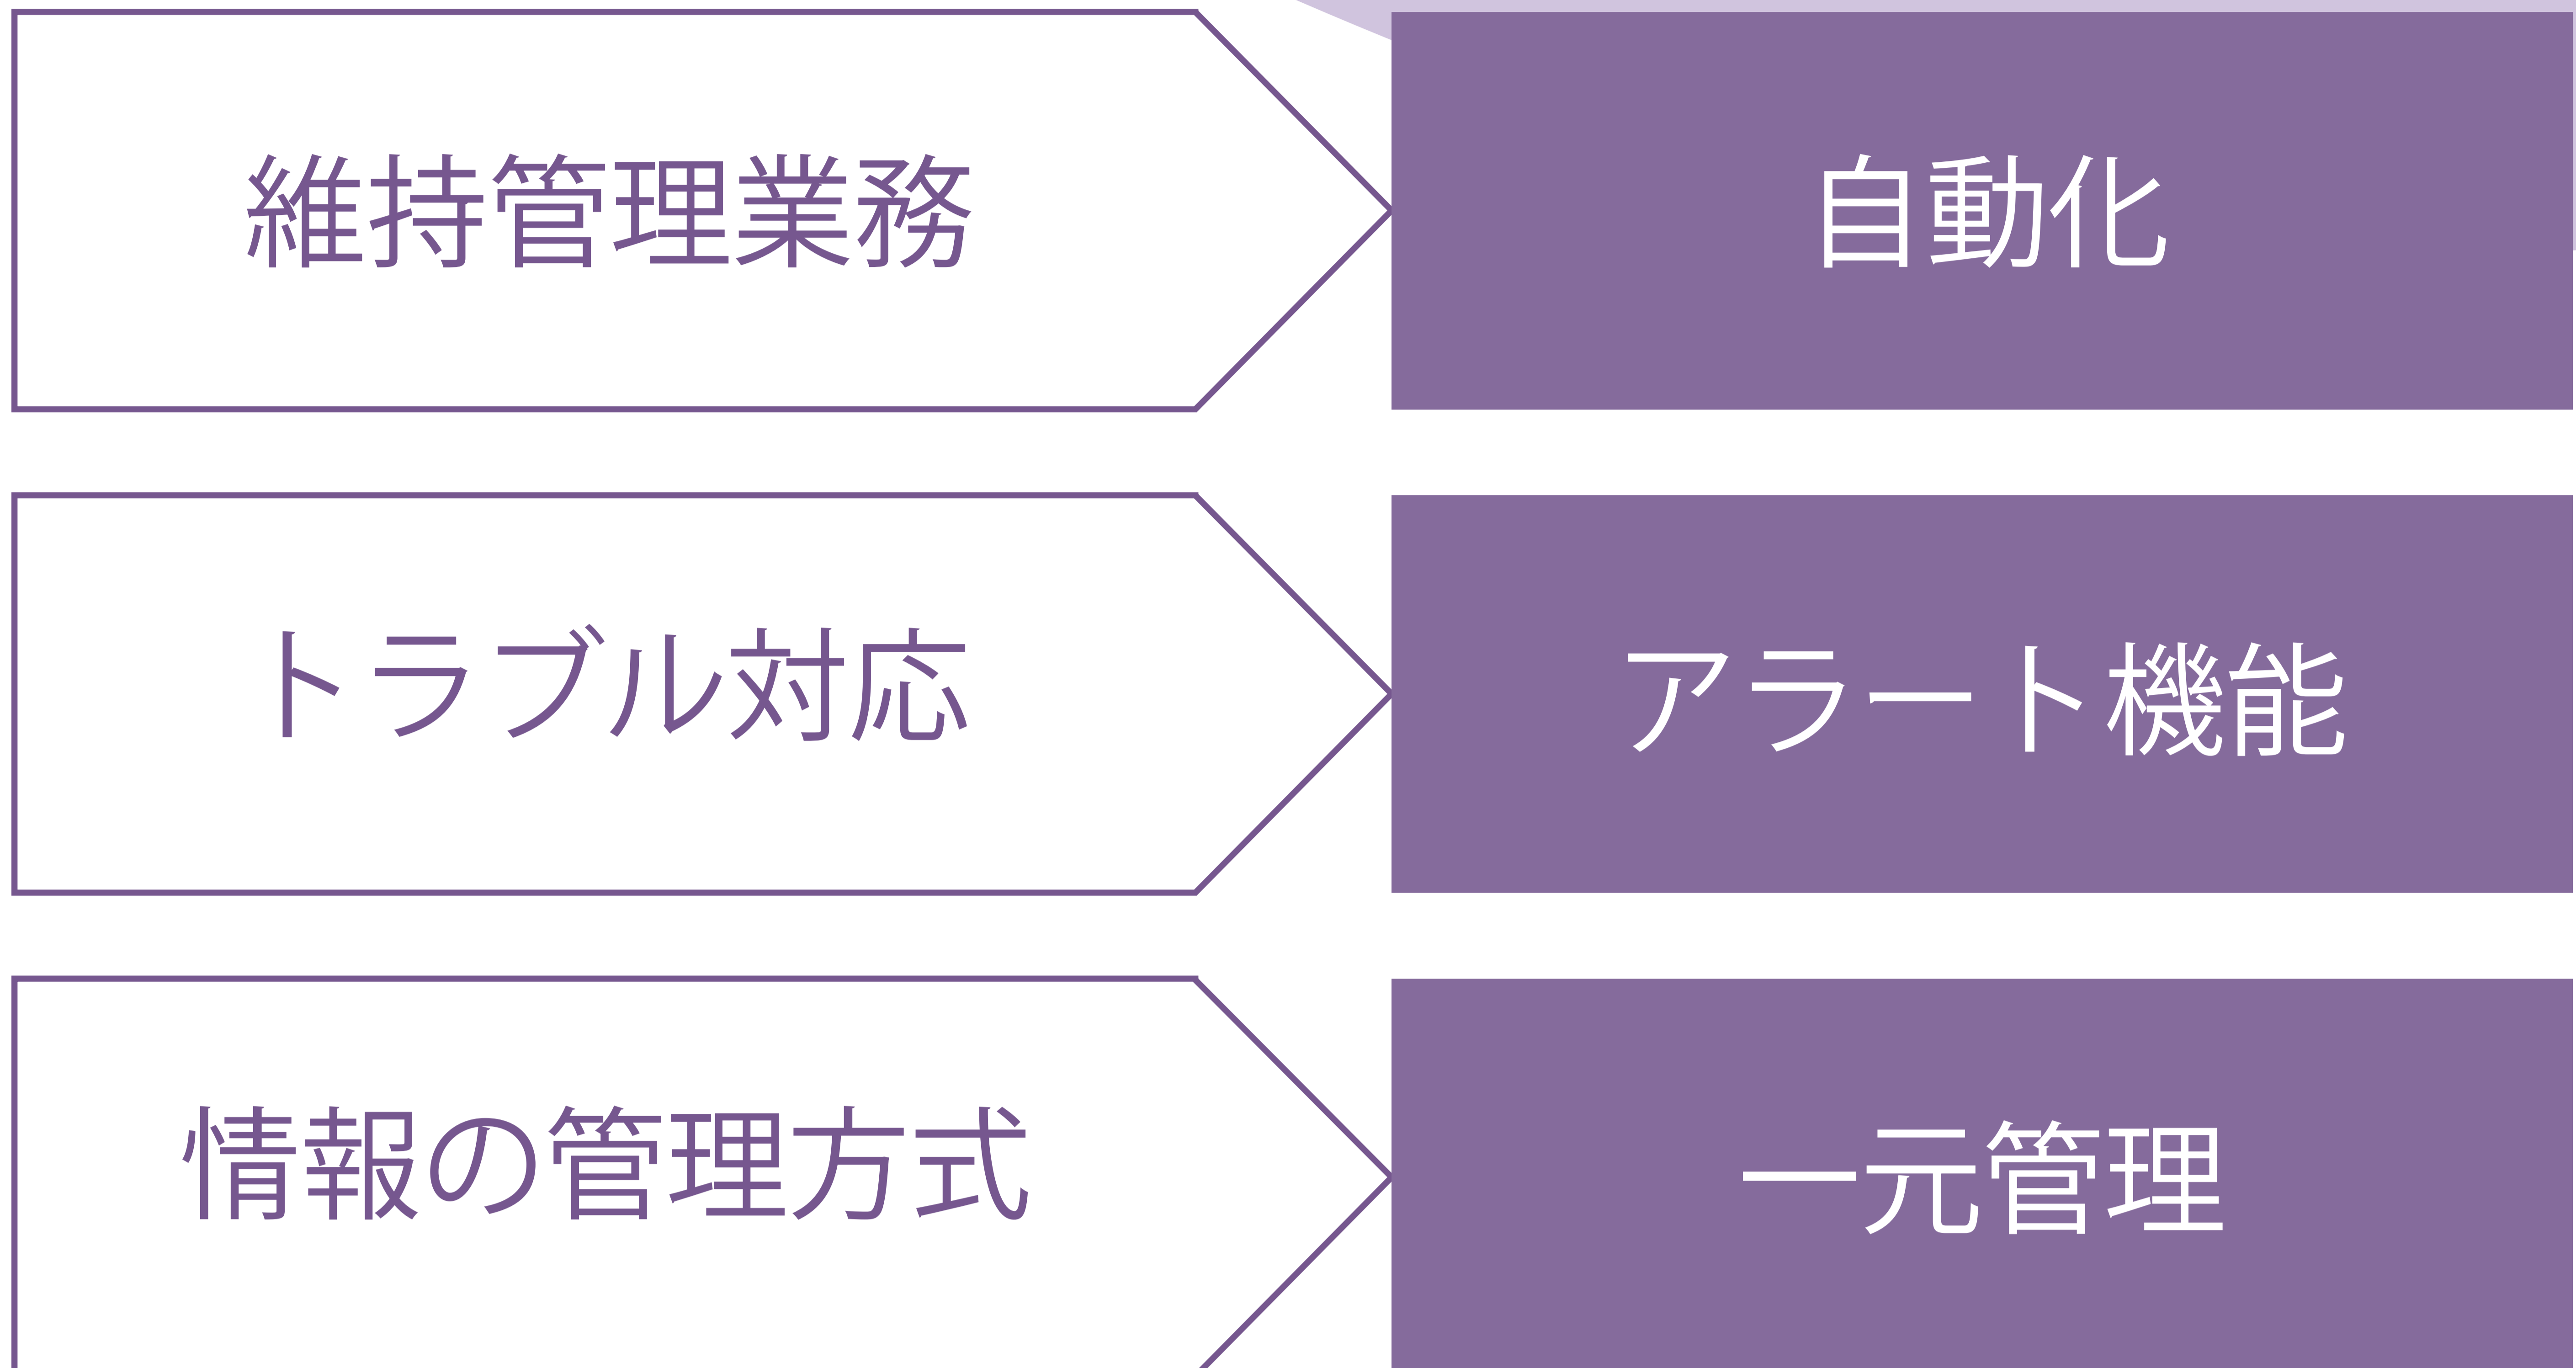 維持管理業務
自動化
トラブル対応
アラート機能
情報の管理方式
一元管理